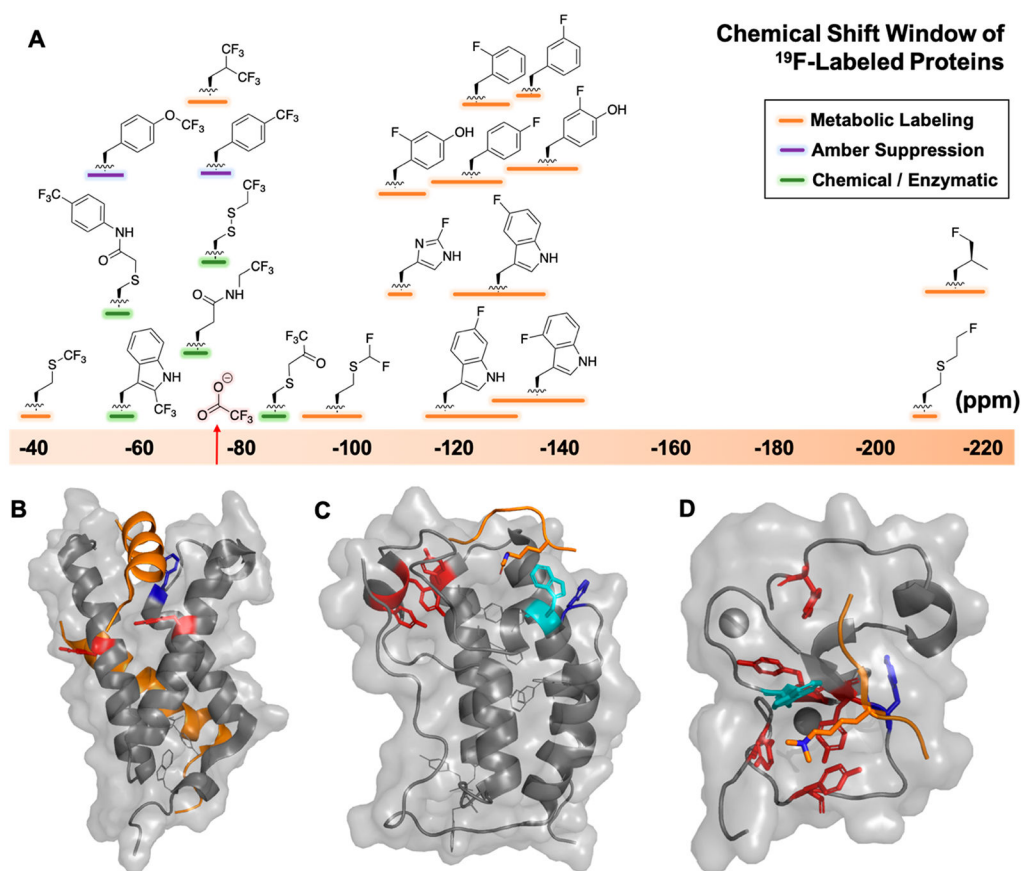 A
Chemical Shift Window of
19F-Labeled Proteins
Metabolic Labeling
Amber Suppression
Chemical / Enzymatic
CF3
CF3
F
F
O
CF3
CF3
F
OH
F
F
OH
CF3
NH
O
S
CF3
S
S
F
N
NH
F
NH
F
CF3
O
NH
S
CF3
NH
CF3
O
O
⊖
CF3
F3C
O
S
F
S
F
F
NH
F
NH
F
S
(ppm)
-40 -60 -80 -100 -120 -140 -160 -180 -200 -220
B
C
D